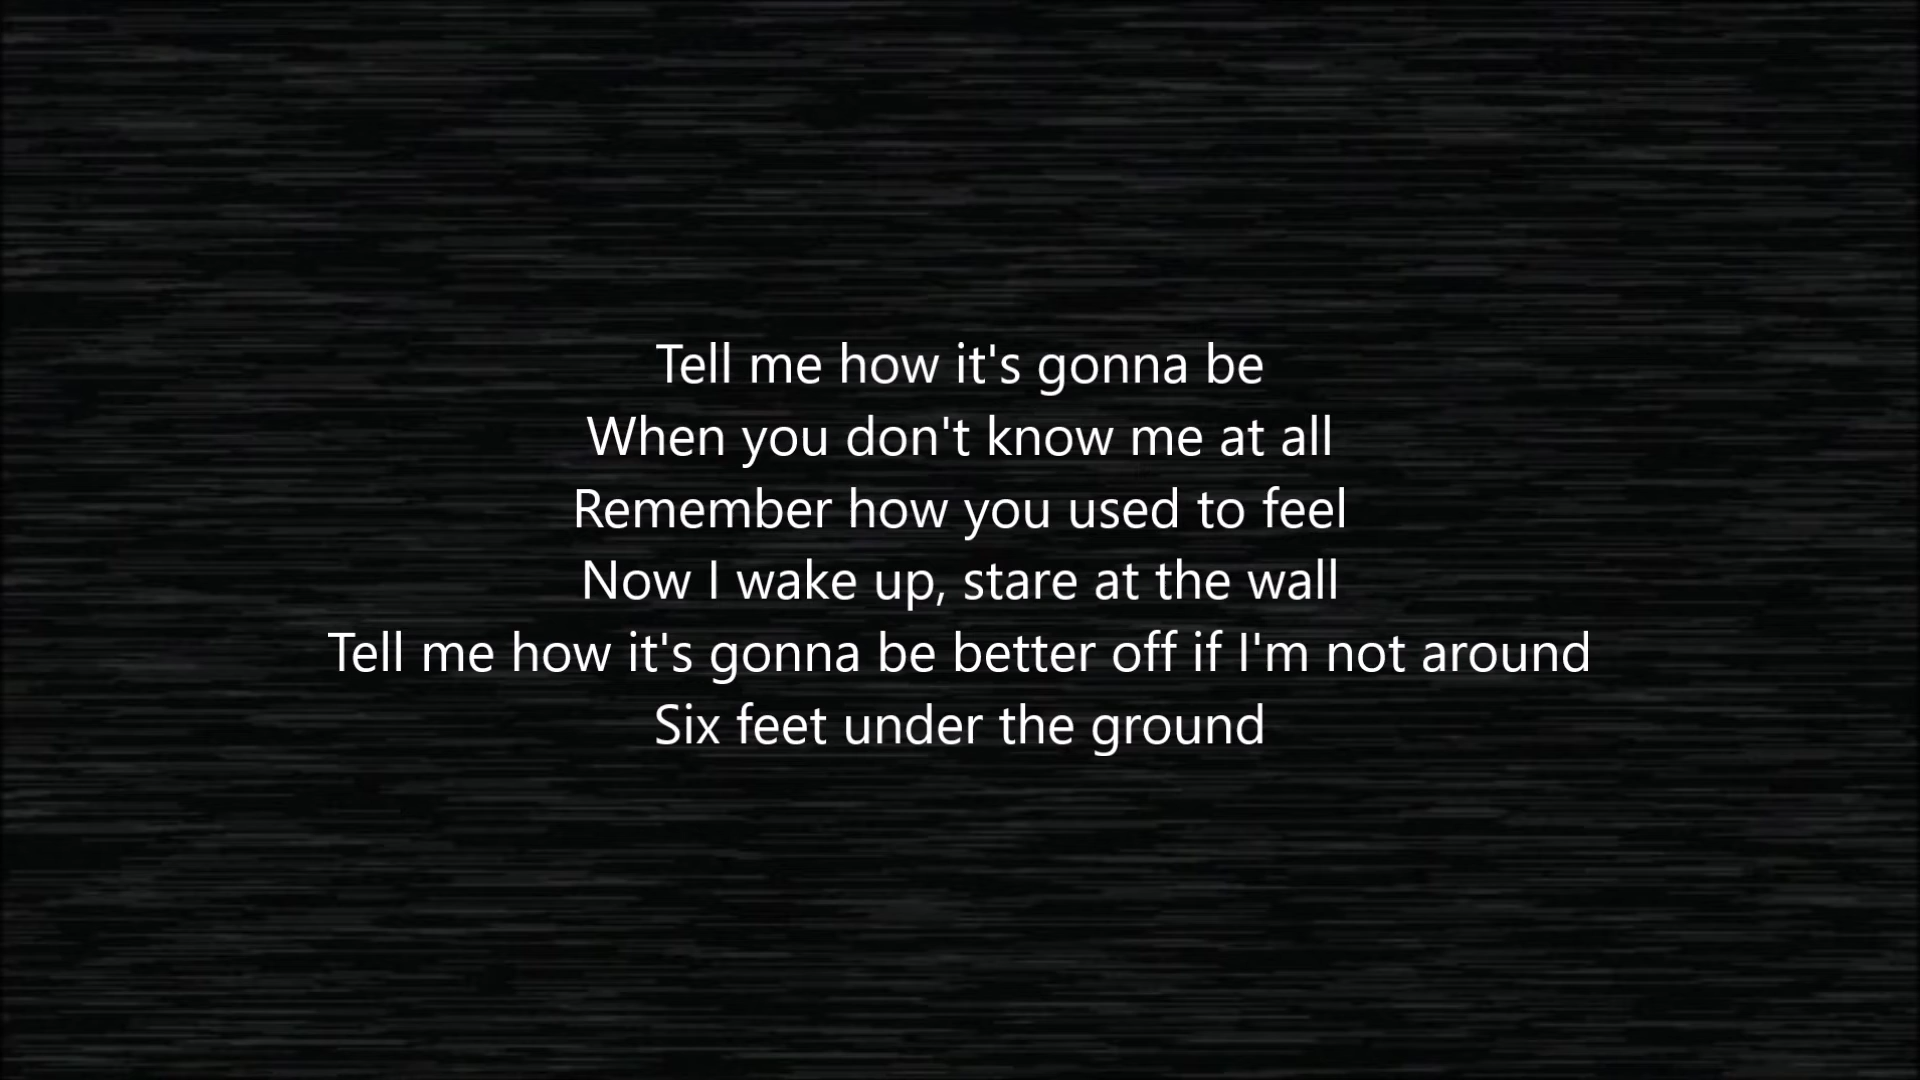 Tell me how it's gonna be
When you don't know me at all
Remember how you used to feel
Now I wake up, stare at the wall
Tell me how it's gonna be better off if I'm not around
Six feet under the ground